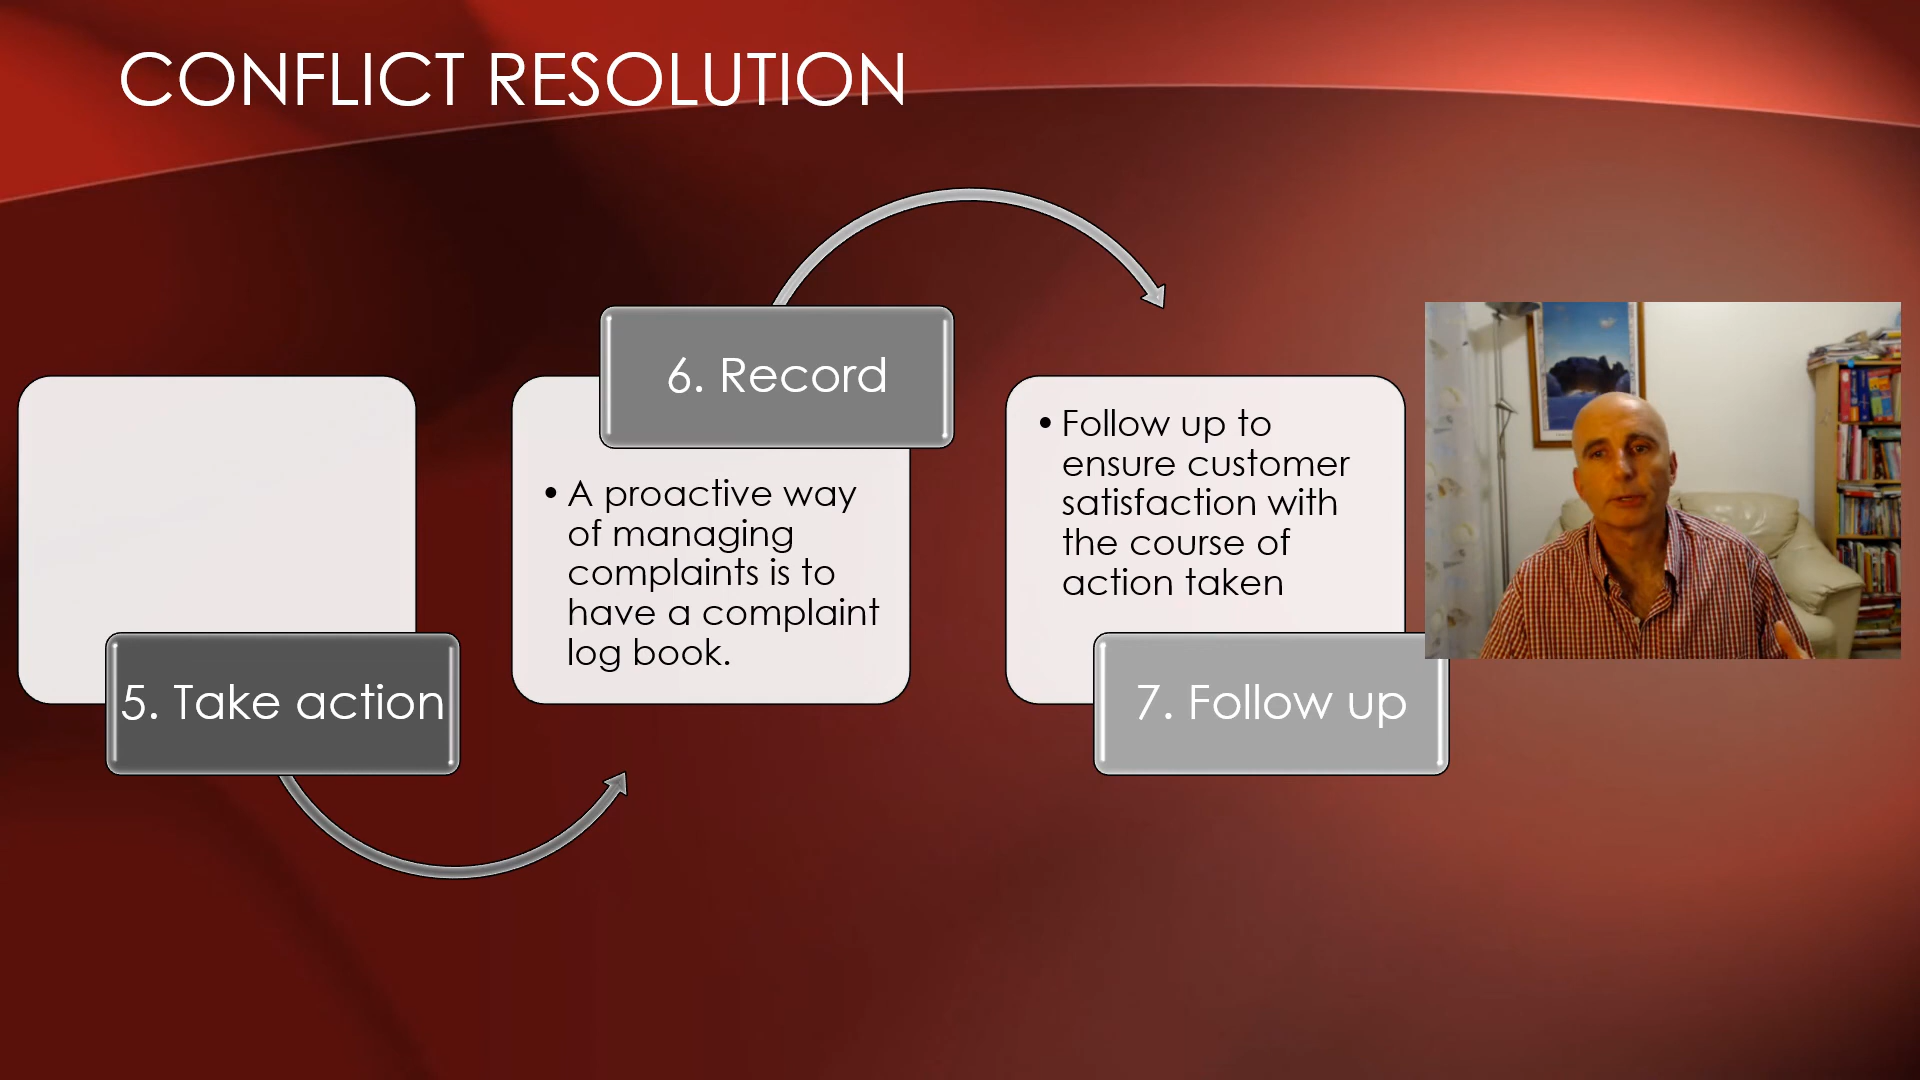 CONFLICT RESOLUTION
5. Take action
6. Record
• A proactive way
of managing
complaints is to
have a complaint
log book.
• Follow up to
ensure customer
satisfaction with
the course of
action taken
7. Follow up